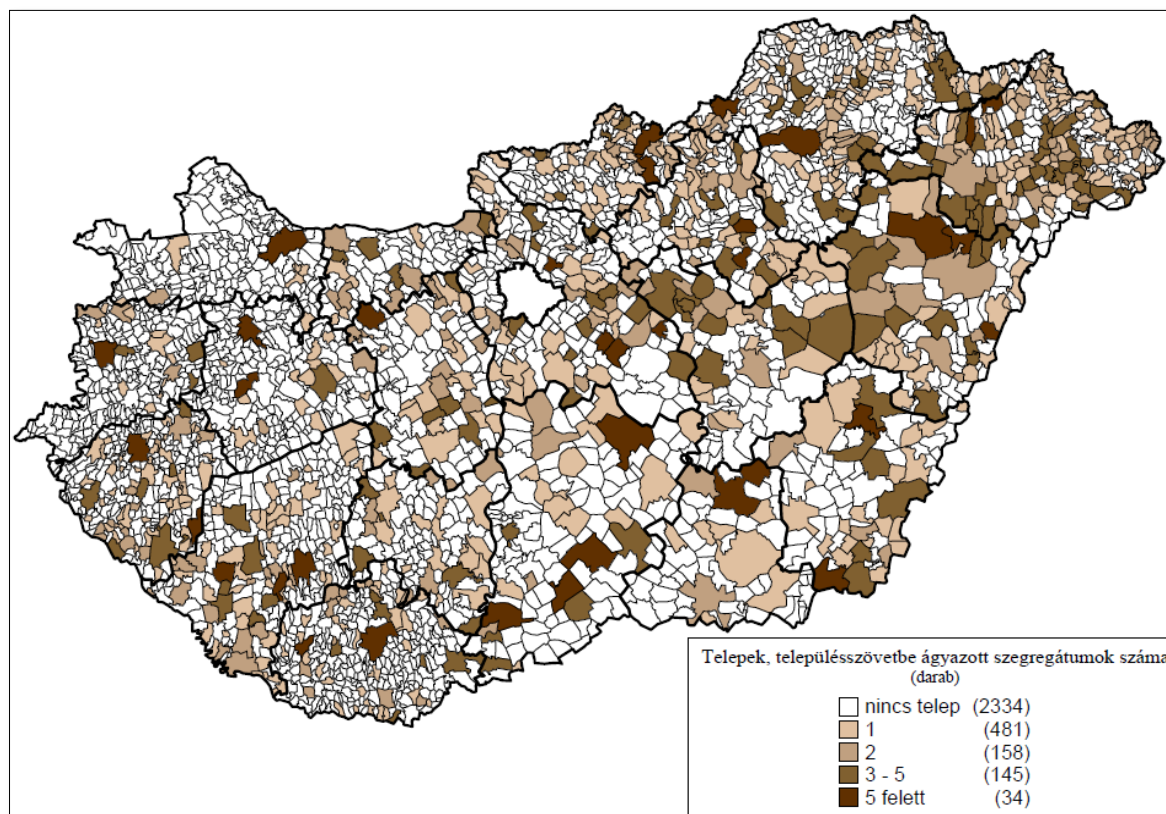 Telepek, településszövetbe ágyazott szegregátumok száma
(darab)
nincs telep (2334)
1 (481)
2 (158)
3 - 5 (145)
5 felett (34)